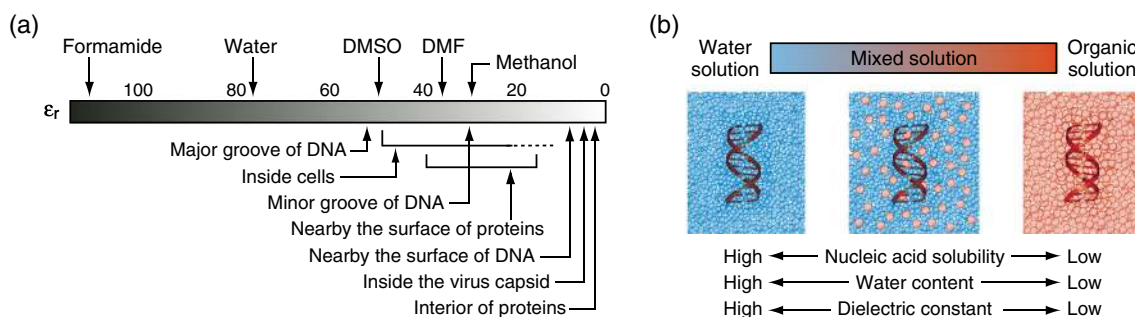 (a)
Formamide Water DMSO DMF
Methanol
εr 100 80 60 40 20 0
Major groove of DNA
Inside cells
Minor groove of DNA
Nearby the surface of proteins
Nearby the surface of DNA
Inside the virus capsid
Interior of proteins
(b)
Water solution
Mixed solution
Organic solution
High Nucleic acid solubility Low
High Water content Low
High Dielectric constant Low